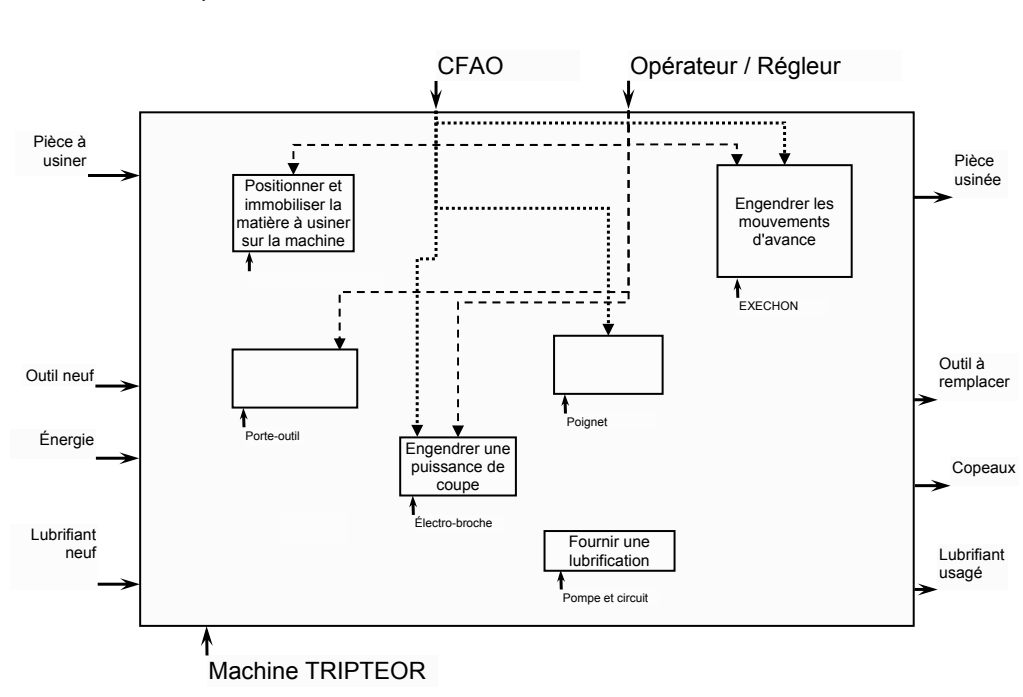 CFAO
Opérateur / Régleur
Pièce à
usiner
Pièce
usinée
Positionner et
immobiliser la
matière à usiner
sur la machine
Engendrer les
mouvements
d'avance
EXECHON
Outil neuf
Outil à
remplacer
Porte-outil
Poignet
Énergie
Engendrer une
puissance de
coupe
Copeaux
Électro-broche
Lubrifiant
neuf
Fournir une
lubrification
Lubrifiant
usagé
Pompe et circuit
Machine TRIPTEOR